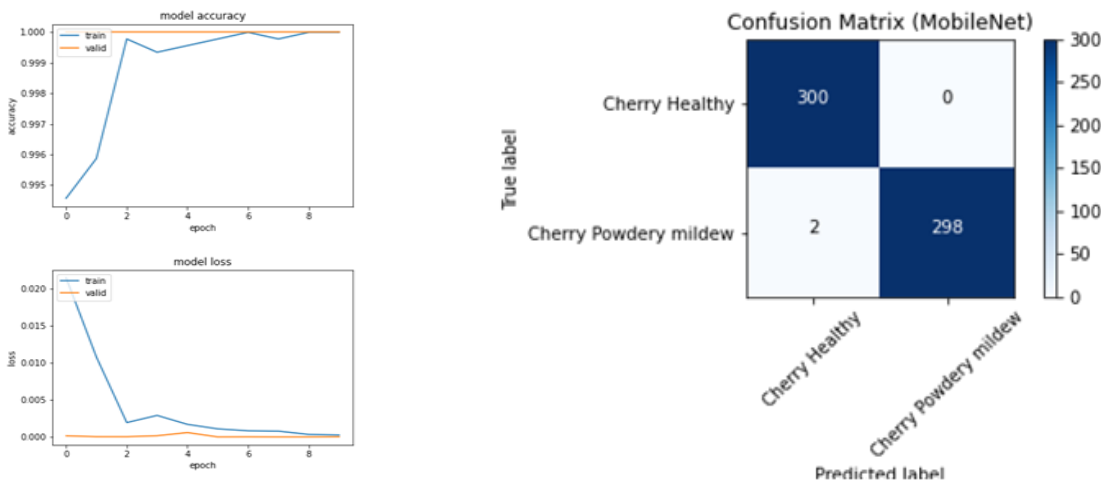 model accuracy
train
valid
1.000
0.999
0.998
0.997
0.996
0.995
accuracy
0 2 4 6 8
epoch
model loss
train
valid
0.020
0.015
0.010
0.005
0.000
loss
0 2 4 6 8
epoch
Confusion Matrix (MobileNet)
True label
Cherry Healthy
300 0
Cherry Powdery mildew
2 298
Cherry Healthy
Cherry Powdery mildew
Predicted label
300
250
200
150
100
50
0